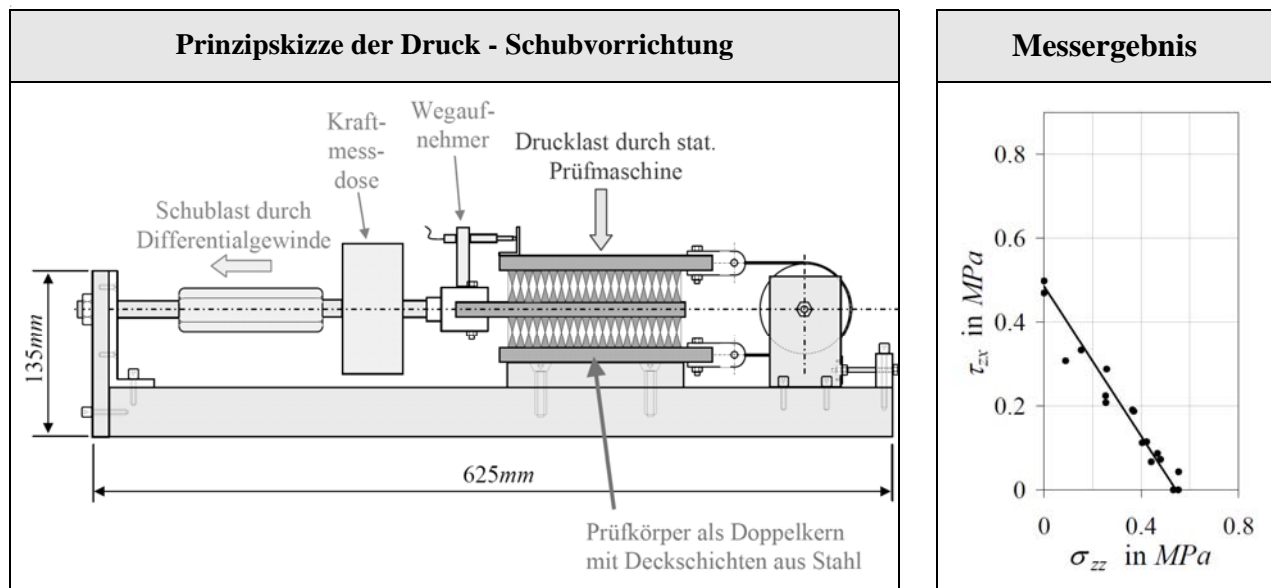 Prinzipskizze der Druck - Schubvorrichtung
Kraft-
mess-
dose
Wegauf-
nehmer
Drucklast durch stat.
Prüfmaschine
Schublast durch
Differentialgewinde
135mm
625mm
Prüfkörper als Doppelkern
mit Deckschichten aus Stahl
Messergebnis
τzx in MPa
0.8
0.6
0.4
0.2
0
0 0.4 0.8
σzz in MPa